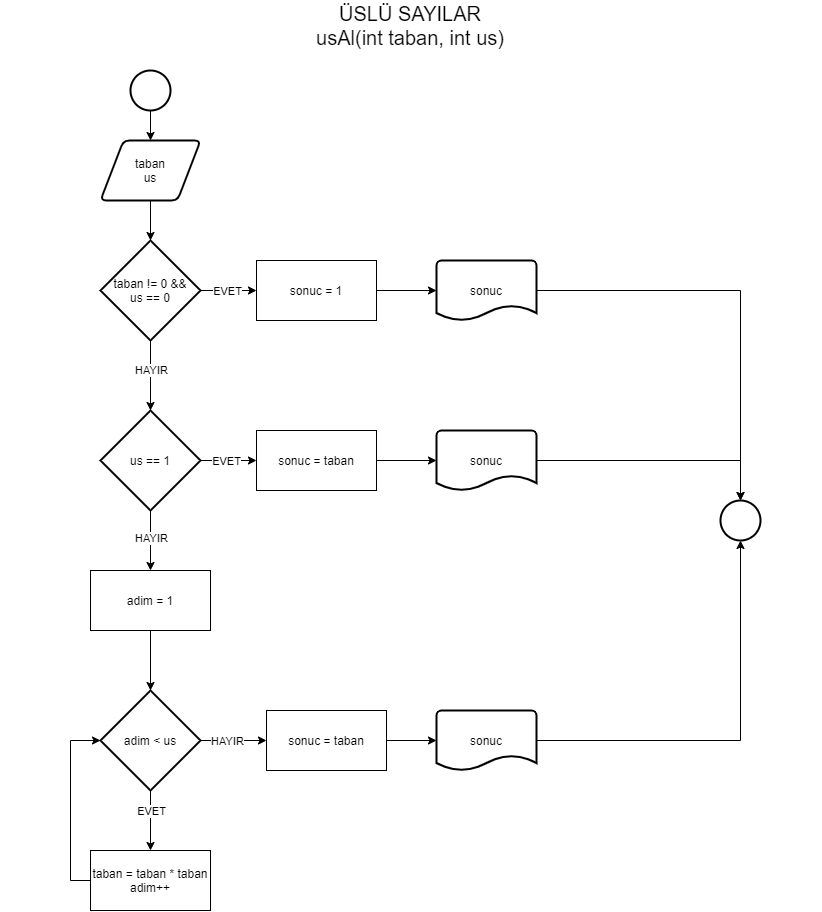 ÜSLÜ SAYILAR
usAl(int taban, int us)
taban
us
taban != 0 &&
us == 0
EVET
sonuc = 1
sonuc
HAYIR
us == 1
EVET
sonuc = taban
sonuc
HAYIR
adim = 1
adim < us
HAYIR
sonuc = taban
sonuc
EVET
taban = taban * taban
adim++